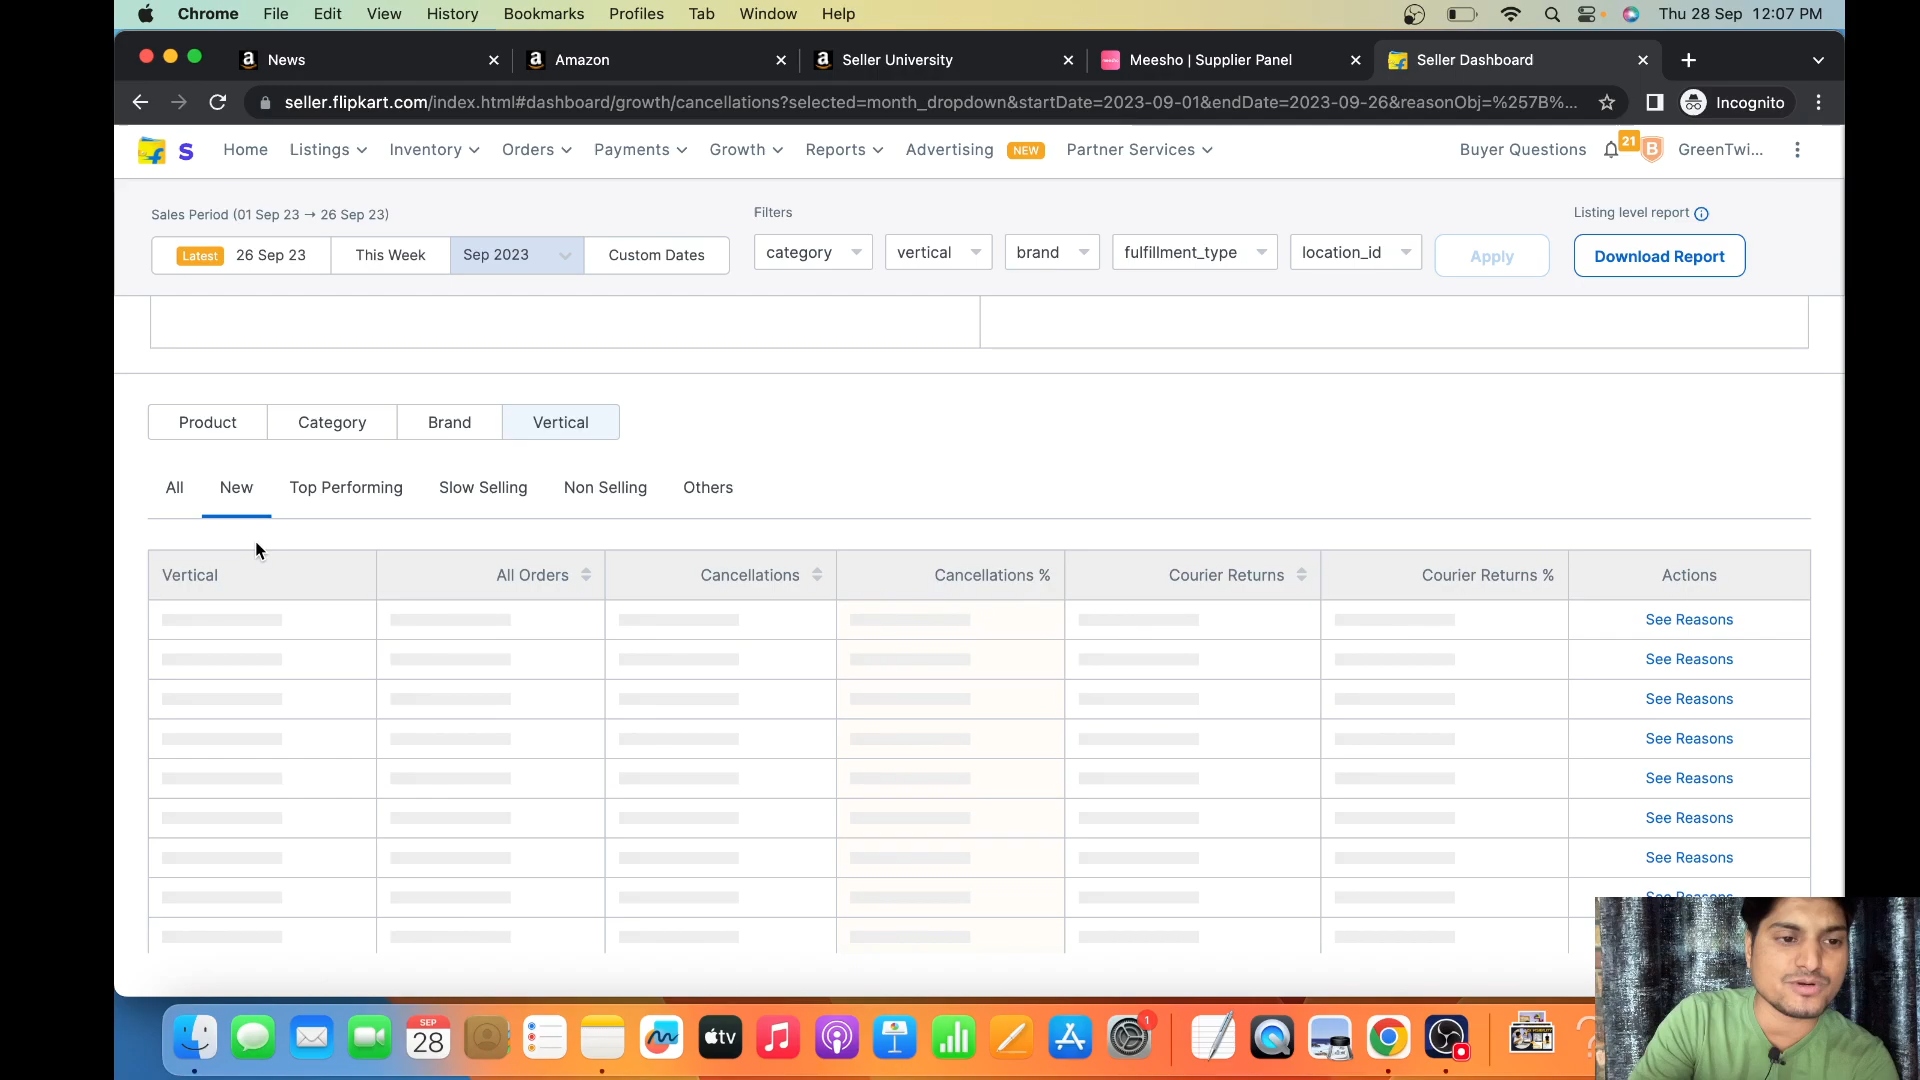 Chrome File Edit View History Bookmarks Profiles Tab Window Help Thu 28 Sep 12:07 PM
News Amazon Seller University Meesho | Supplier Panel Seller Dashboard
seller.flipkart.com/index.html#dashboard/growth/cancellations?selected=month_dropdown&startDate=2023-09-01&endDate=2023-09-26&reasonObj=%257B%... Incognito
Home Listings Inventory Orders Payments Growth Reports Advertising NEW Partner Services Buyer Questions 21 B GreenTwi...
Sales Period (01 Sep 23 → 26 Sep 23) Filters Listing level report
Latest 26 Sep 23 This Week Sep 2023 Custom Dates category vertical brand fulfillment_type location_id Apply Download Report
Product Category Brand Vertical
All New Top Performing Slow Selling Non Selling Others
Vertical All Orders Cancellations Cancellations % Courier Returns Courier Returns % Actions
See Reasons
See Reasons
See Reasons
See Reasons
See Reasons
See Reasons
See Reasons
See Reasons
SEP
28
tv
1